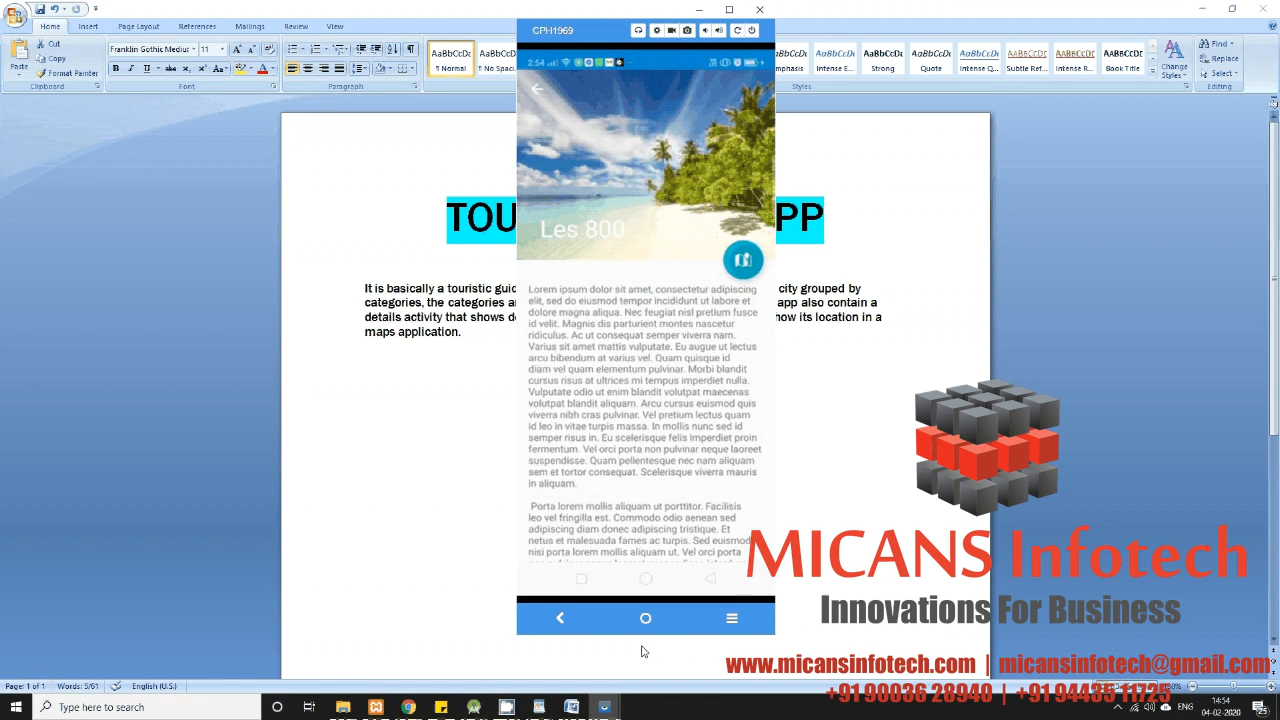 CPH1969
Home Insert Review View
Cut
Copy
Format Painter
Paste
Clipboard
Franklin Gothic Mediu 11
Font
Paragraph
AaBbCcDc
¶ Normal
AaBbCcDc
¶ No Spaci
Emphasis
Intense E...
Strong
Quote
Intense Q...
Subtle Ref...
Intense R...
Book Title
Styles
Change
Styles
Find
Replace
Select
Editing
2:54
Les 800
TOU PP
It is basically a touristic guid city grouped by
categories, the categories a app also contain a
details activity that shows d how its location in a
maps application.
Lorem ipsum dolor sit amet, consectetur adipiscing
elit, sed do eiusmod tempor incididunt ut labore et
dolore magna aliqua. Nec feugiat nisl pretium fusce
id velit. Magnis dis parturient montes nascetur
ridiculus. Ac ut consequat semper viverra nam.
Varius sit amet mattis vulputate. Eu augue ut lectus
arcu bibendum at varius vel. Quam quisque id
diam vel quam elementum pulvinar. Morbi blandit
cursus risus at ultrices mi tempus imperdiet nulla.
Vulputate odio ut enim blandit volutpat maecenas
volutpat blandit aliquam. Arcu cursus euismod quis
viverra nibh cras pulvinar. Vel pretium lectus quam
id leo in vitae turpis massa. In mollis nunc sed id
semper risus in. Eu scelerisque felis imperdiet proin
fermentum. Vel orci porta non pulvinar neque laoreet
suspendisse. Quam pellentesque nec nam aliquam
sem et tortor consequat. Scelerisque viverra mauris
in aliquam.
Porta lorem mollis aliquam ut porttitor. Facilisis
leo vel fringilla est. Commodo odio aenean sed
adipiscing diam donec adipiscing tristique. Et
netus et malesuada fames ac turpis. Sed euismod
nisi porta lorem mollis aliquam ut. Vel orci porta
MICANS Infotech
Innovations For Business
www.micansinfotech.com | micansinfotech@gmail.com
+91 90036 28940 | +91 94435 11725
Page: 1 of 1 Words: 5/61 English (U.S.)
Type here to search
ENG
14:54
04-02-2020